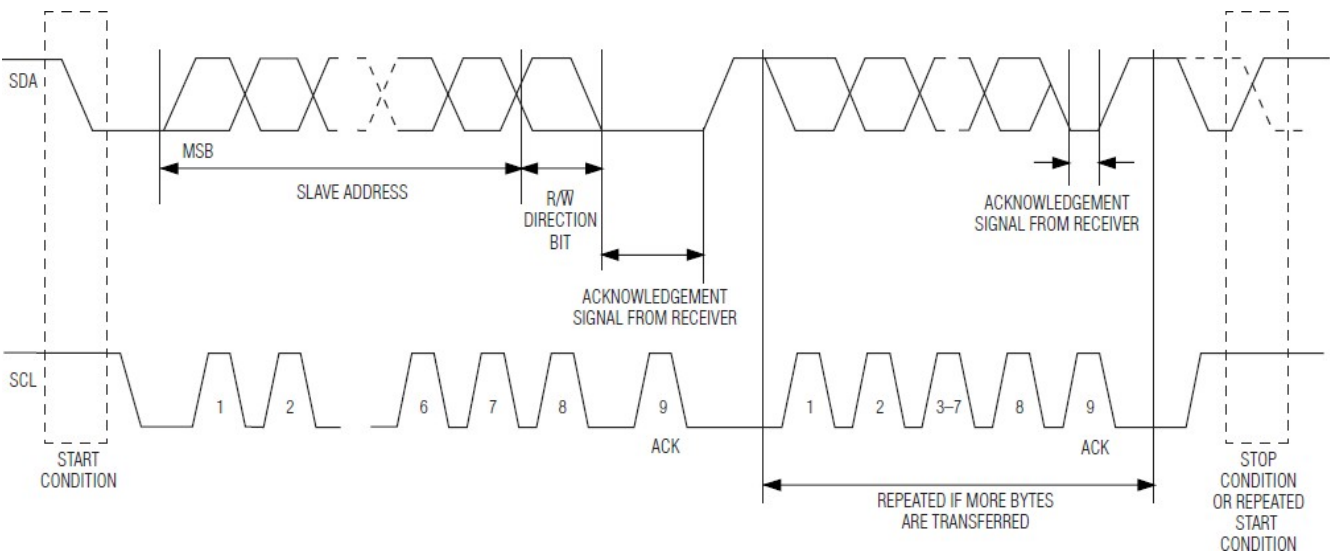 SDA
MSB
SLAVE ADDRESS
R/W̅
DIRECTION
BIT
ACKNOWLEDGEMENT
SIGNAL FROM RECEIVER
ACKNOWLEDGEMENT
SIGNAL FROM RECEIVER
SCL
1
2
6
7
8
9
1
2
3–7
8
9
ACK
ACK
START
CONDITION
REPEATED IF MORE BYTES
ARE TRANSFERRED
STOP
CONDITION
OR REPEATED
START
CONDITION